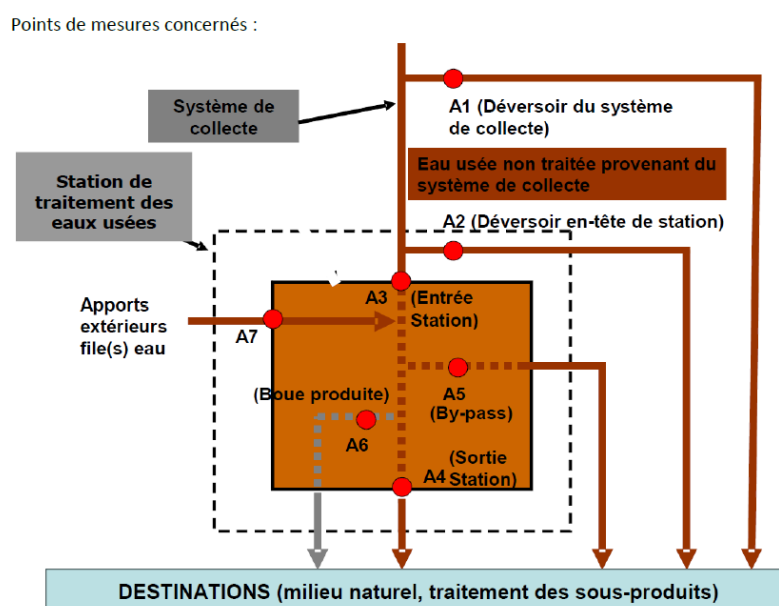 Points de mesures concernés :
Système de
collecte
A1 (Déversoir du système
de collecte)
Eau usée non traitée provenant du
système de collecte
Station de
traitement des
eaux usées
A2 (Déversoir en-tête de station)
A3
(Entrée
Station)
Apports
extérieurs
file(s) eau
A7
(Boue produite)
A5
(By-pass)
A6
(Sortie
Station)
A4
DESTINATIONS (milieu naturel, traitement des sous-produits)